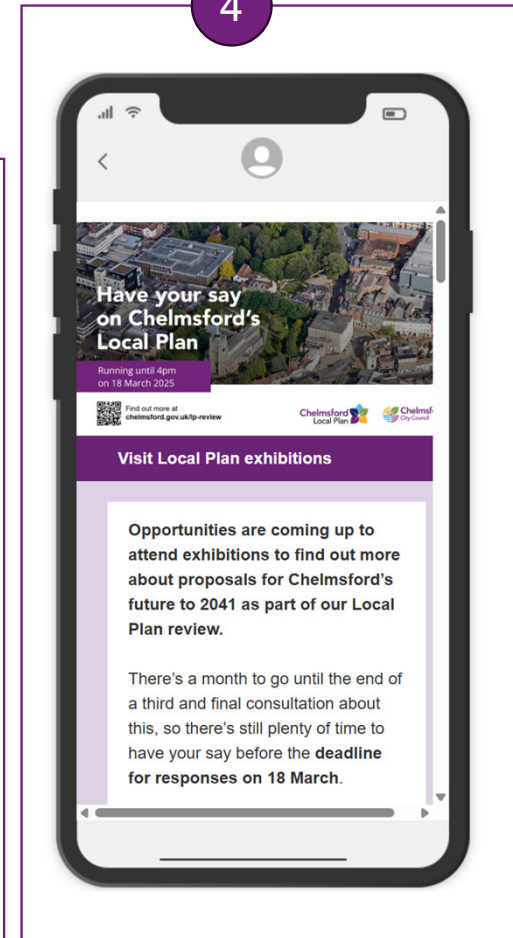 4
Have your say
on Chelmsford's
Local Plan
Running until 4pm
on 18 March 2025
Find out more at
chelmsford.gov.uk/lp-review
Chelmsford
Local Plan
Chelmsf
City Council
Visit Local Plan exhibitions
Opportunities are coming up to
attend exhibitions to find out more
about proposals for Chelmsford's
future to 2041 as part of our Local
Plan review.
There's a month to go until the end of
a third and final consultation about
this, so there's still plenty of time to
have your say before the deadline
for responses on 18 March.